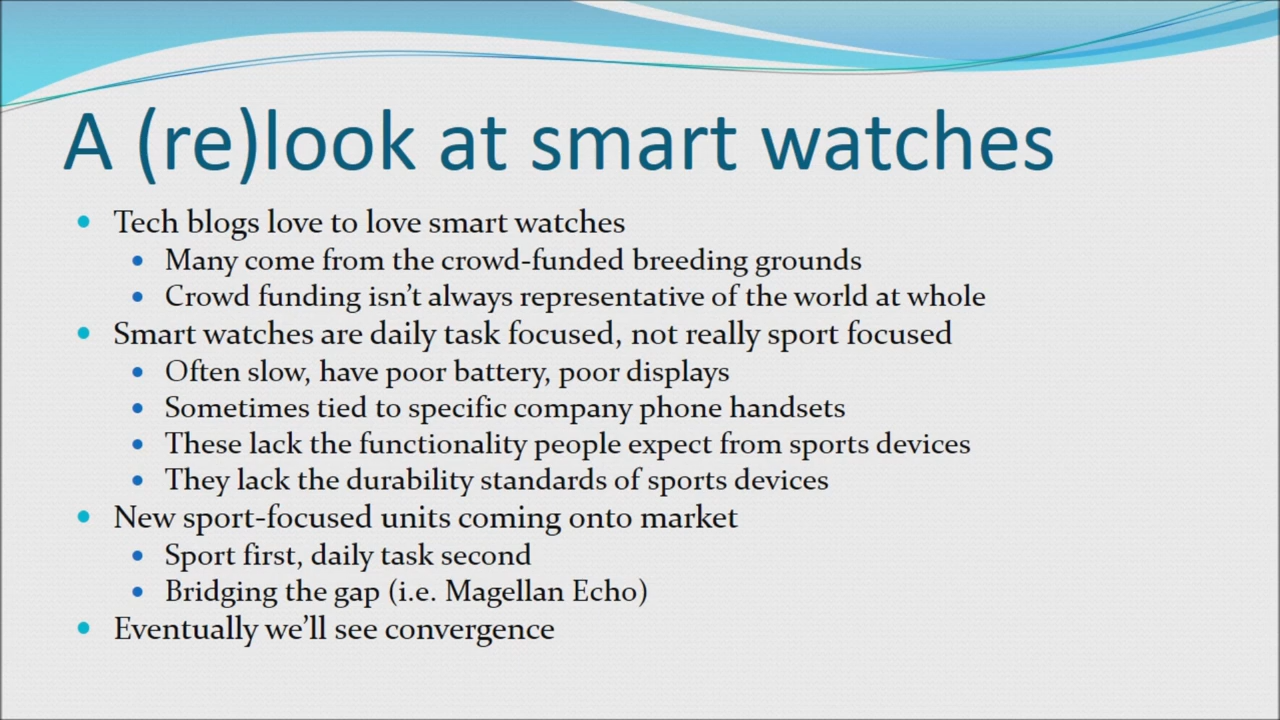 A (re)look at smart watches
Tech blogs love to love smart watches
Many come from the crowd-funded breeding grounds
Crowd funding isn’t always representative of the world at whole
Smart watches are daily task focused, not really sport focused
Often slow, have poor battery, poor displays
Sometimes tied to specific company phone handsets
These lack the functionality people expect from sports devices
They lack the durability standards of sports devices
New sport-focused units coming onto market
Sport first, daily task second
Bridging the gap (i.e. Magellan Echo)
Eventually we’ll see convergence